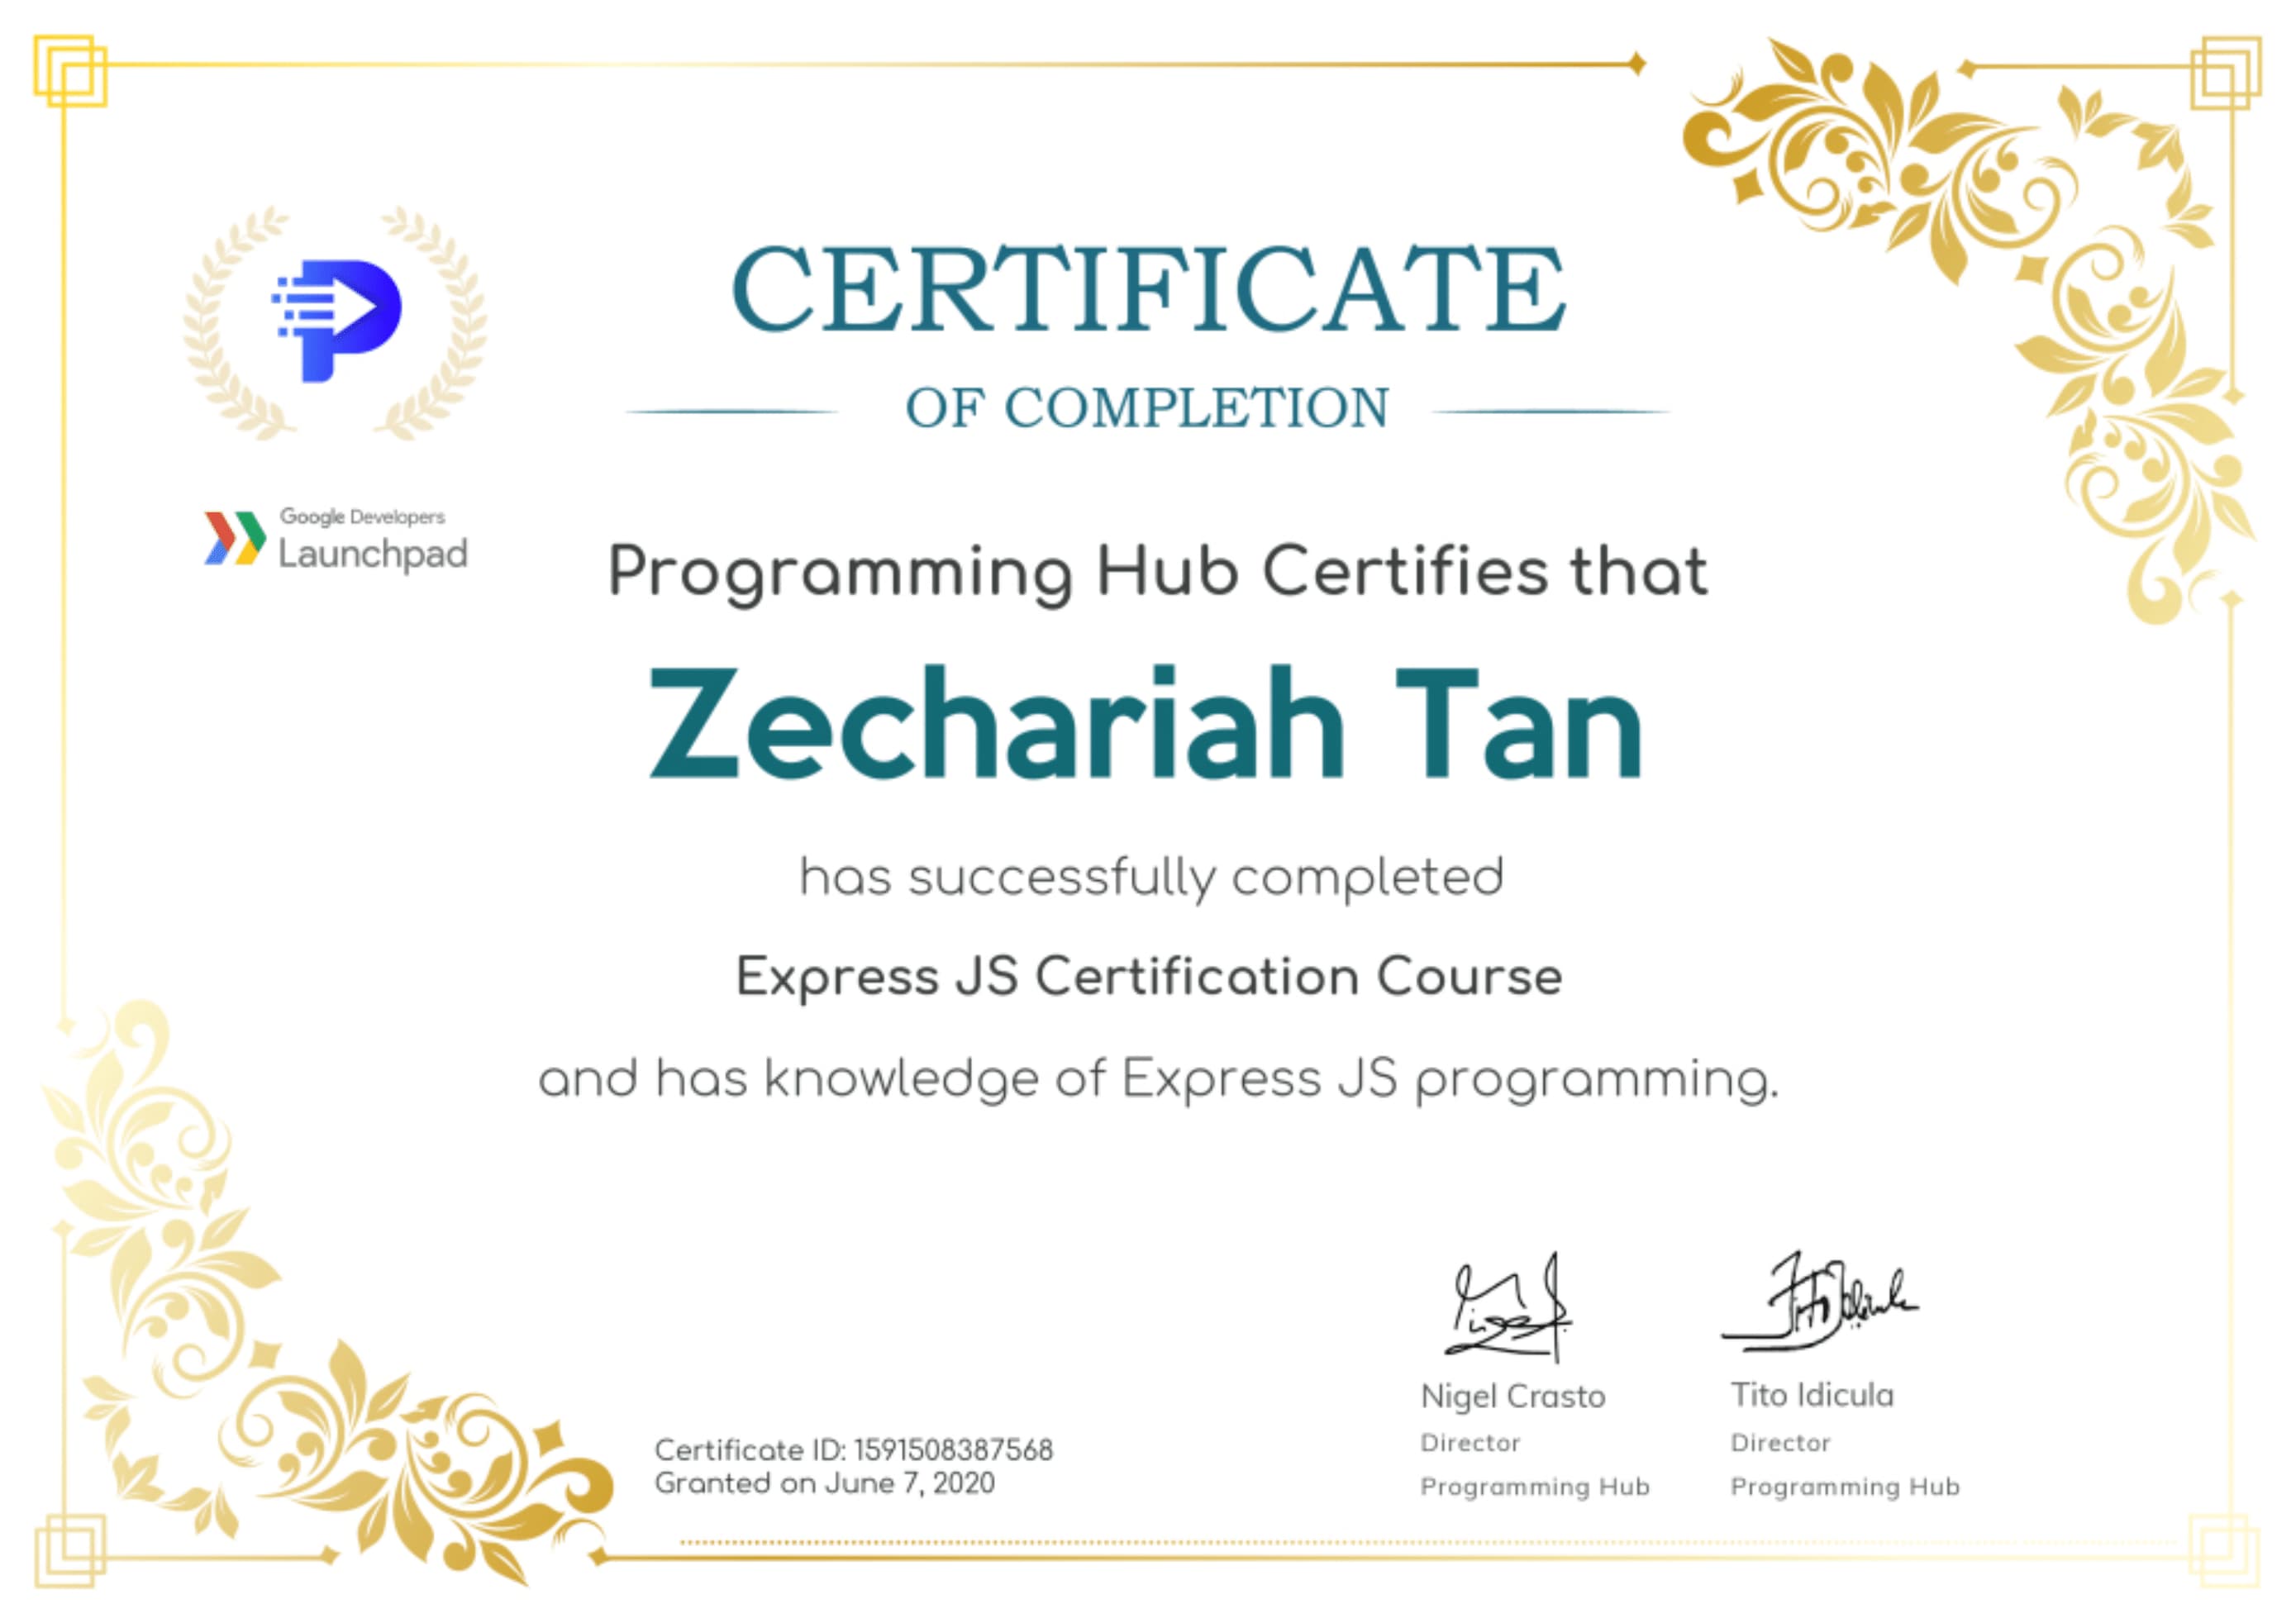 CERTIFICATE
OF COMPLETION
Google Developers
Launchpad
Programming Hub Certifies that
Zechariah Tan
has successfully completed
Express JS Certification Course
and has knowledge of Express JS programming.
Nigel Crasto
Director
Programming Hub
Tito Idicula
Director
Programming Hub
Certificate ID: 1591508387568
Granted on June 7, 2020